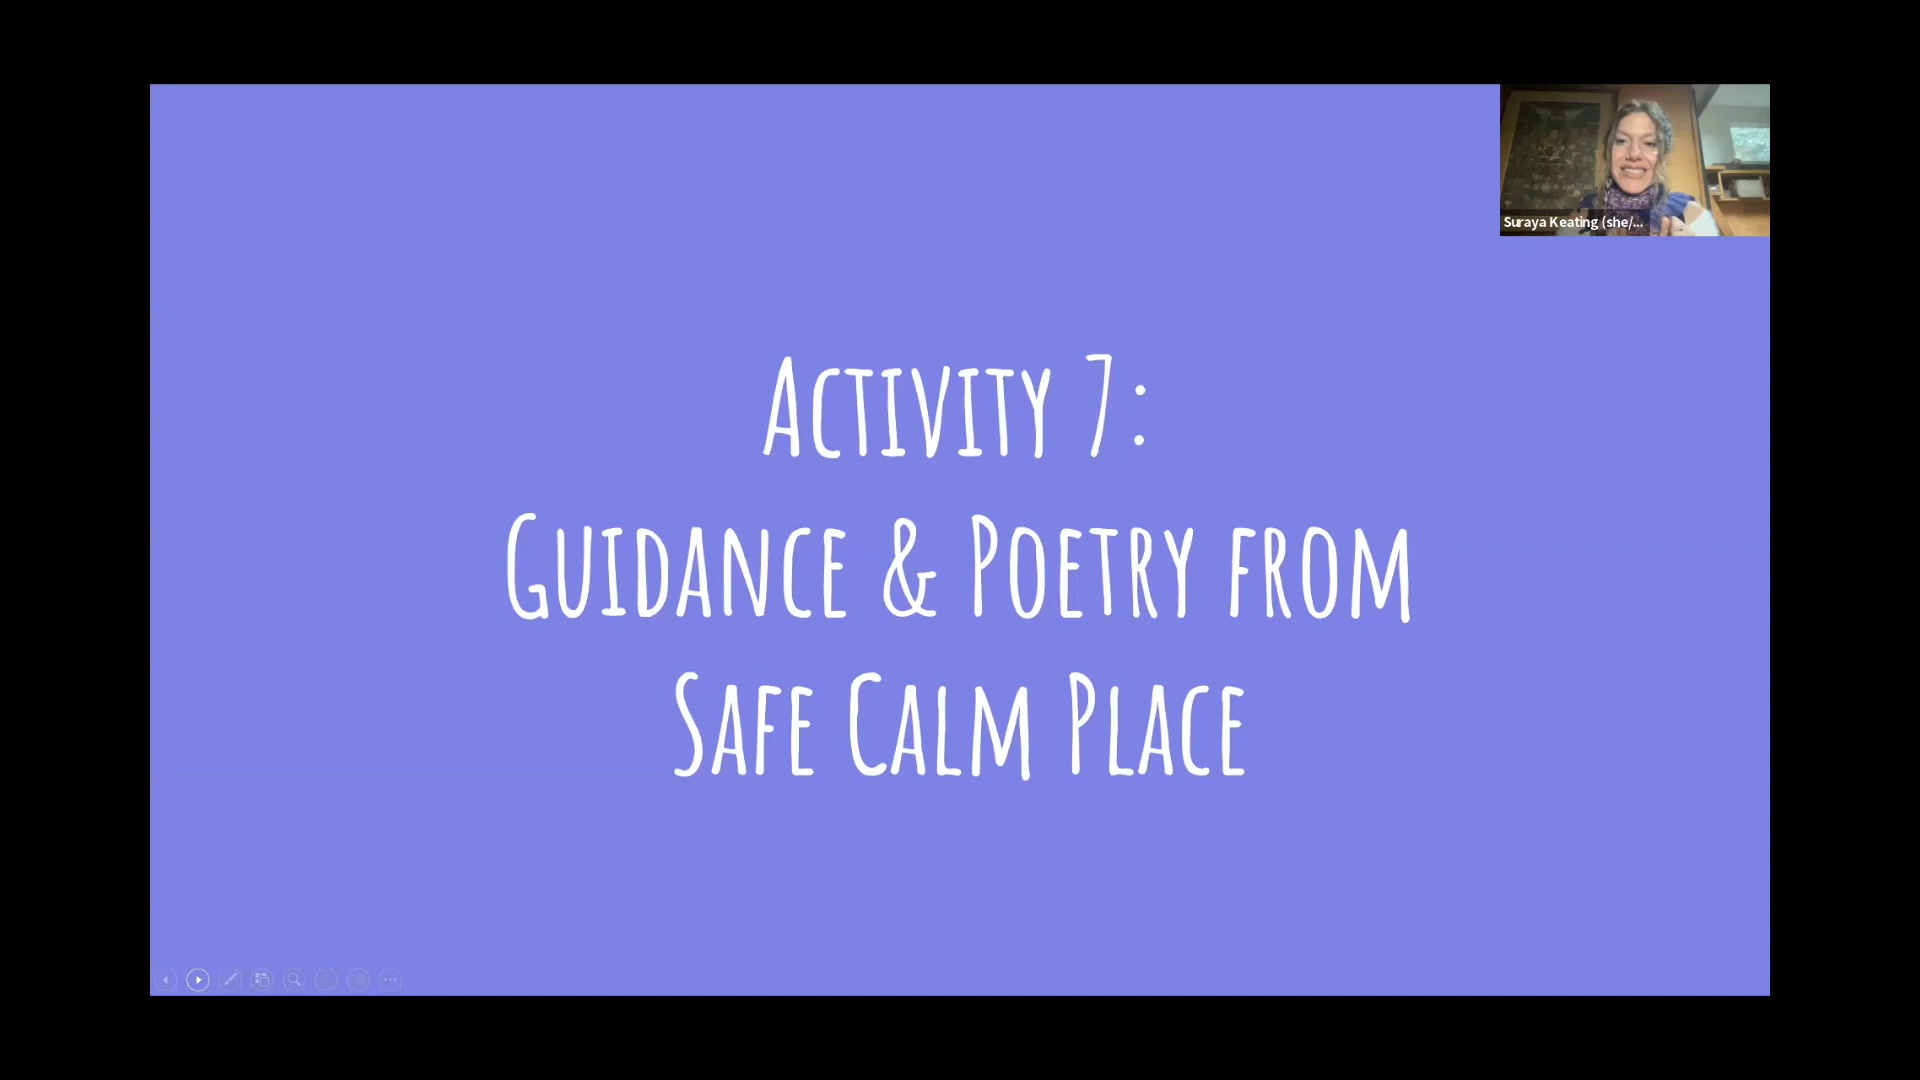 Suraya Keating (she/...
Activity 7:
Guidance & Poetry from
Safe Calm Place